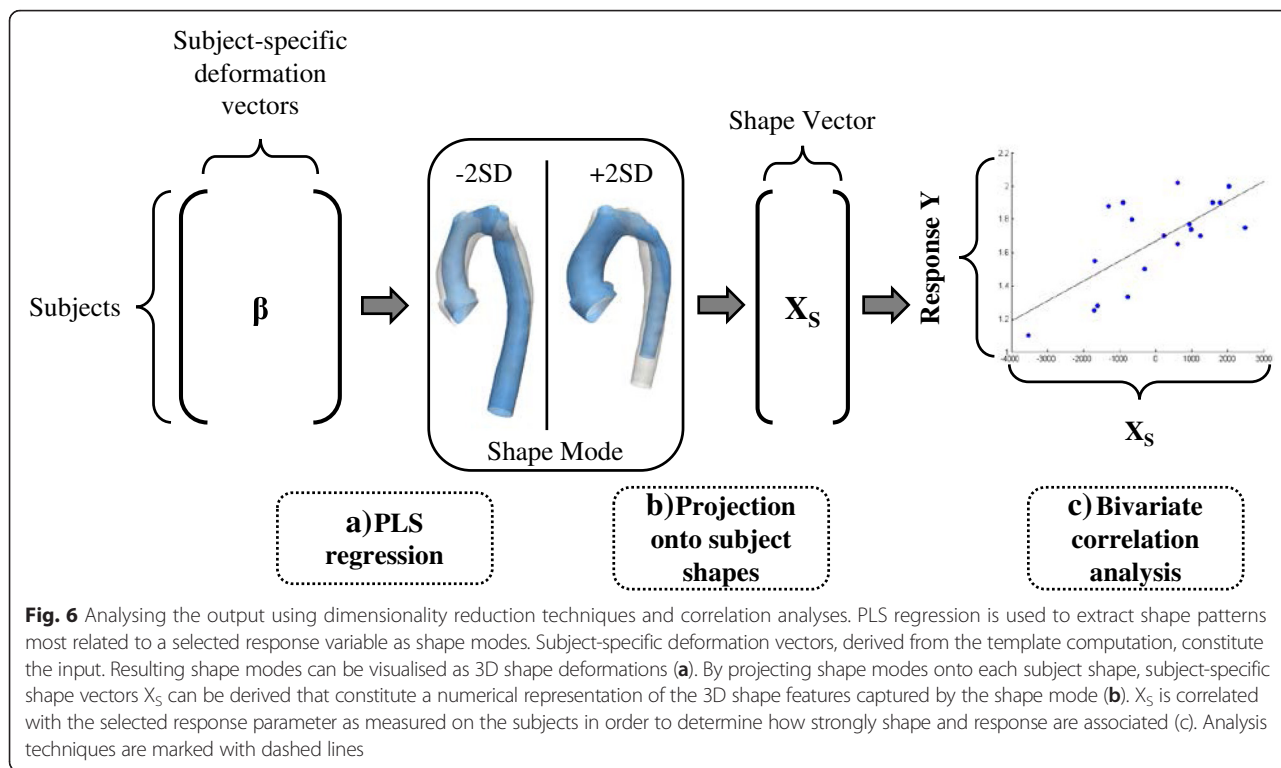 Subject-specific
deformation
vectors
Subjects
β
-2SD
+2SD
Shape Mode
Shape Vector
X_S
Response Y
2.2
2
1.8
1.6
1.4
1.2
1
-4000 -3000 -2000 -1000 0 1000 2000 3000
X_S
a)PLS
regression
b)Projection
onto subject
shapes
c) Bivariate
correlation
analysis
Fig. 6 Analysing the output using dimensionality reduction techniques and correlation analyses. PLS regression is used to extract shape patterns
most related to a selected response variable as shape modes. Subject-specific deformation vectors, derived from the template computation, constitute
the input. Resulting shape modes can be visualised as 3D shape deformations (a). By projecting shape modes onto each subject shape, subject-specific
shape vectors X_S can be derived that constitute a numerical representation of the 3D shape features captured by the shape mode (b). X_S is correlated
with the selected response parameter as measured on the subjects in order to determine how strongly shape and response are associated (c). Analysis
techniques are marked with dashed lines